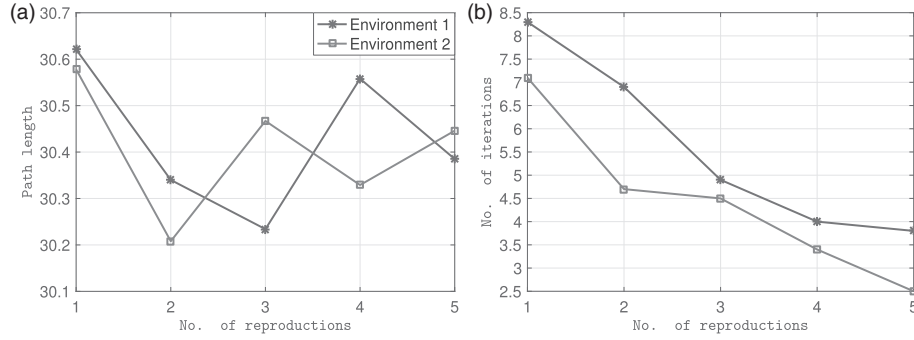 (a)
30.7
30.6
30.5
30.4
30.3
30.2
30.1
Path length
1 2 3 4 5
No. of reproductions
Environment 1
Environment 2
(b)
8.5
8
7.5
7
6.5
6
5.5
5
4.5
4
3.5
3
2.5
No. of iterations
1 2 3 4 5
No. of reproductions